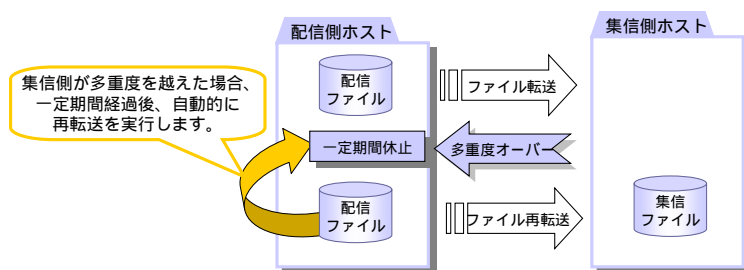 配信側ホスト
集信側ホスト
集信側が多重度を越えた場合、
一定期間経過後、自動的に
再転送を実行します。
配信
ファイル
ファイル転送
一定期間休止
多重度オーバー
配信
ファイル
ファイル再転送
集信
ファイル